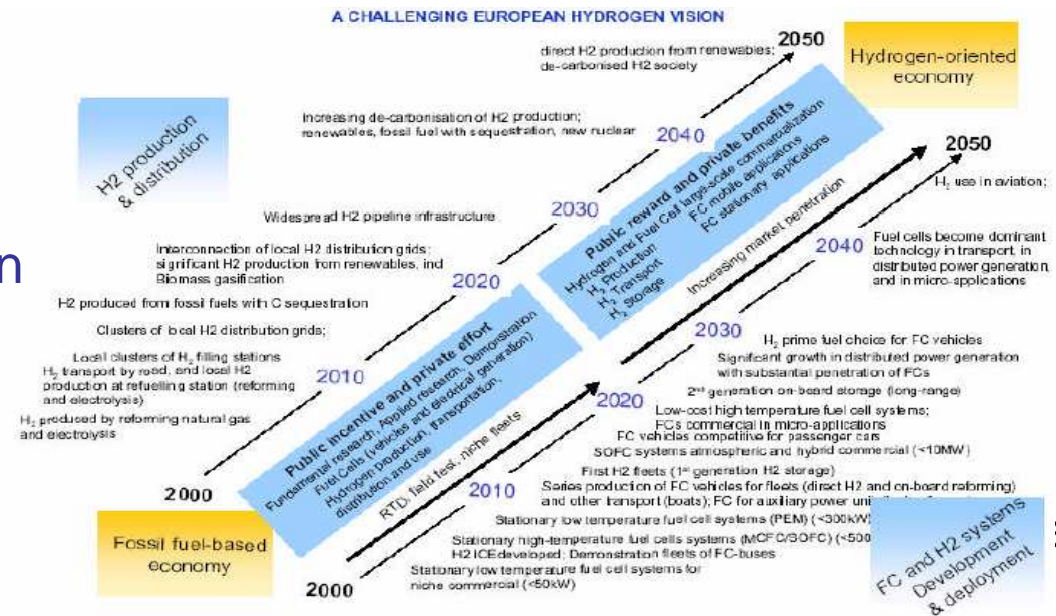 A CHALLENGING EUROPEAN HYDROGEN VISION
2050
direct H2 production from renewables;
de-carbonised H2 society
Hydrogen-oriented
economy
H2 production
& distribution
Increasing de-carbonisation of H2 production;
renewables, fossil fuel with sequestration, new nuclear
2040
Public reward and private benefits
Hydrogen and Fuel Cell large-scale commercialization
H2 Production
H2 Transport
H2 Storage
FC mobile applications
FC stationary applications
2050
H2 use in aviation;
Widespread H2 pipeline infrastructure
2030
Increasing market penetration
2040
Fuel cells become dominant
technology in transport, in
distributed power generation,
and in micro-applications
Interconnection of local H2 distribution grids;
significant H2 production from renewables, incl
Biomass gasification
2020
H2 produced from fossil fuels with C sequestration
Clusters of local H2 distribution grids;
2030
H2 prime fuel choice for FC vehicles
Significant growth in distributed power generation
with substantial penetration of FCs
Local clusters of H2 filling stations
H2 transport by road, and local H2
production at refuelling station (reforming
and electrolysis)
2010
Public incentive and private effort
Fundamental research, Applied research, Demonstration
Fuel Cells (vehicles and electrical generation)
Hydrogen production, transportation,
distribution and use
2nd generation on-board storage (long-range)
2020
Low-cost high temperature fuel cell systems;
FCs commercial in micro-applications
FC vehicles competitive for passenger cars
SOFC systems atmospheric and hybrid commercial (<10MW)
H2 produced by reforming natural gas
and electrolysis
RTD, field test, niche fleets
First H2 fleets (1st generation H2 storage)
2010
Series production of FC vehicles for fleets (direct H2 and on-board reforming)
and other transport (boats); FC for auxiliary power
2000
Stationary low temperature fuel cell systems (PEM) (<300kW)
Stationary high-temperature fuel cells systems (MCFC/SOFC) (<500
H2 ICE developed; Demonstration fleets of FC-buses
Fossil fuel-based
economy
Stationary low temperature fuel cell systems for
niche commercial (<50kW)
2000
FC and H2 systems
Development
& deployment